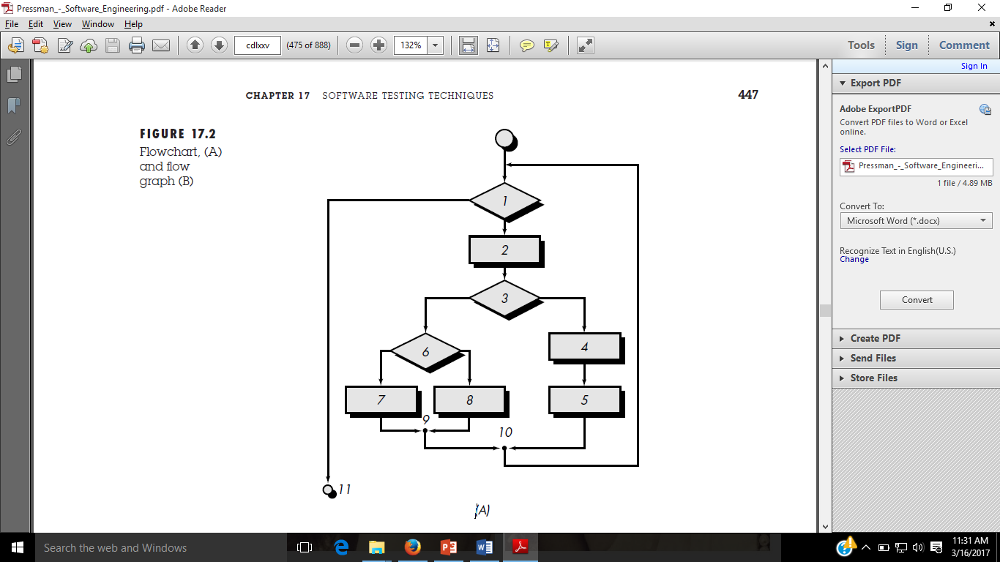 Pressman_-_Software_Engineering.pdf - Adobe Reader
File Edit View Window Help
cdlxxv (475 of 888) 132% Tools Sign Comment
Sign In
CHAPTER 17 SOFTWARE TESTING TECHNIQUES 447
FIGURE 17.2
Flowchart, (A)
and flow
graph (B)
1
2
3
6
4
7
8
5
9
10
11
(A)
Export PDF
Adobe ExportPDF
Convert PDF files to Word or Excel
online.
Select PDF File:
Pressman_-_Software_Engineeri...
1 file / 4.89 MB
Convert To:
Microsoft Word (*.docx)
Recognize Text in English(U.S.)
Change
Convert
Create PDF
Send Files
Store Files
Search the web and Windows
11:31 AM
3/16/2017